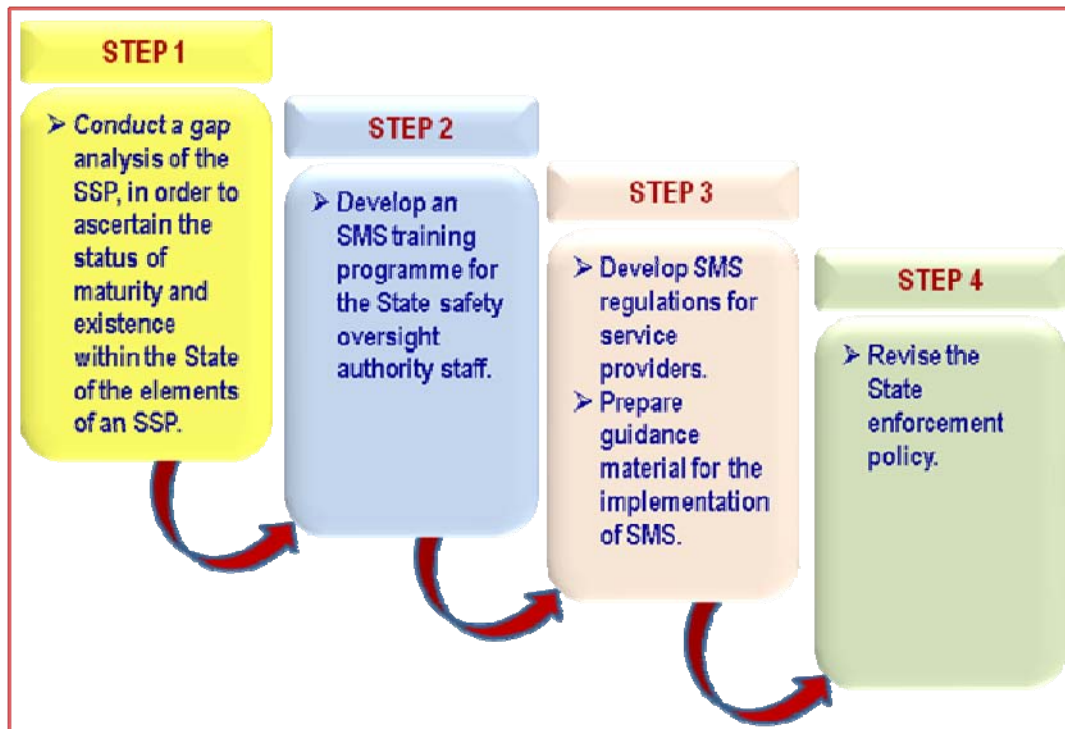 STEP 1
➢ Conduct a gap
analysis of the
SSP, in order to
ascertain the
status of
maturity and
existence
within the State
of the elements
of an SSP.
STEP 2
➢ Develop an
SMS training
programme for
the State safety
oversight
authority staff.
STEP 3
➢ Develop SMS
regulations for
service
providers.
➢ Prepare
guidance
material for the
implementation
of SMS.
STEP 4
➢ Revise the
State
enforcement
policy.